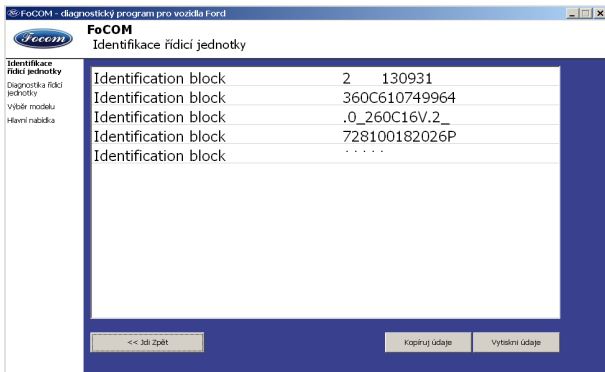 FoCOM - diagnostický program pro vozidla Ford
Focom
FoCOM
Identifikace řídicí jednotky
Identifikace
řídicí jednotky
Diagnostika řídicí
jednotky
Výběr modelu
Hlavní nabídka
Identification block 2 130931
Identification block 360C610749964
Identification block .0_260C16V.2_
Identification block 728100182026P
Identification block . . . . .
<< Jdi Zpět
Kopíruj údaje
Vytiskni údaje